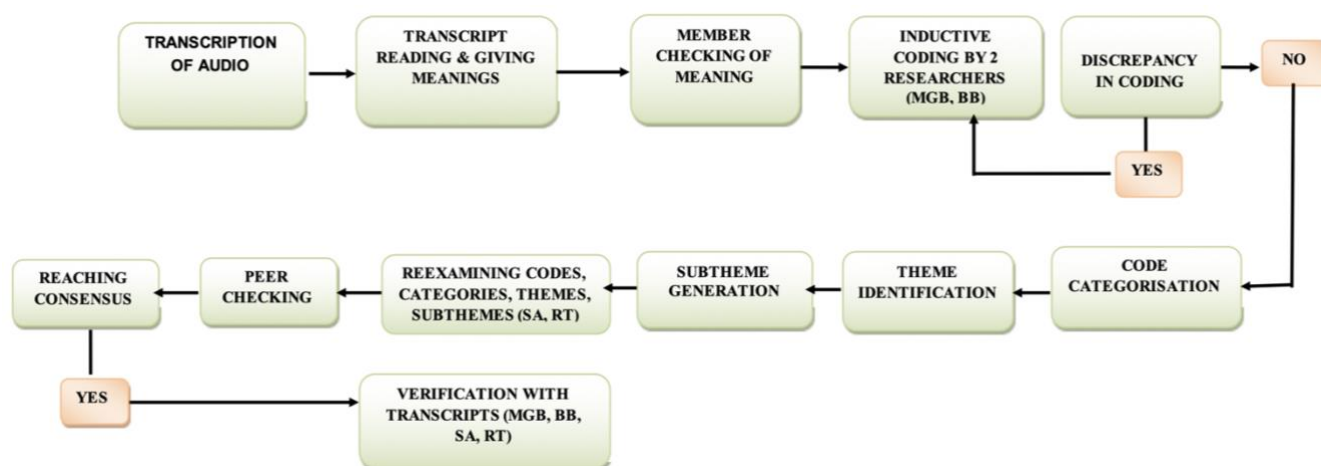 TRANSCRIPTION
OF AUDIO
TRANSCRIPT
READING & GIVING
MEANINGS
MEMBER
CHECKING OF
MEANING
INDUCTIVE
CODING BY 2
RESEARCHERS
(MGB, BB)
DISCREPANCY
IN CODING
NO
YES
REACHING
CONSENSUS
PEER
CHECKING
REEXAMINING CODES,
CATEGORIES, THEMES,
SUBTHEMES (SA, RT)
SUBTHEME
GENERATION
THEME
IDENTIFICATION
CODE
CATEGORISATION
YES
VERIFICATION WITH
TRANSCRIPTS (MGB, BB,
SA, RT)